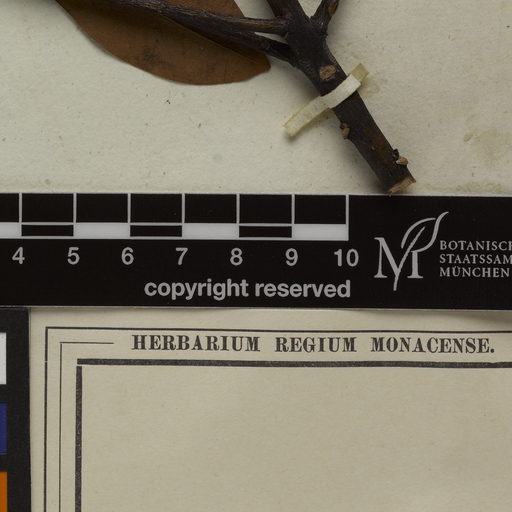 4 5 6 7 8 9 10
copyright reserved
M
BOTANISCH
STAATSSAM
MÜNCHEN
HERBARIUM REGIUM MONACENSE.